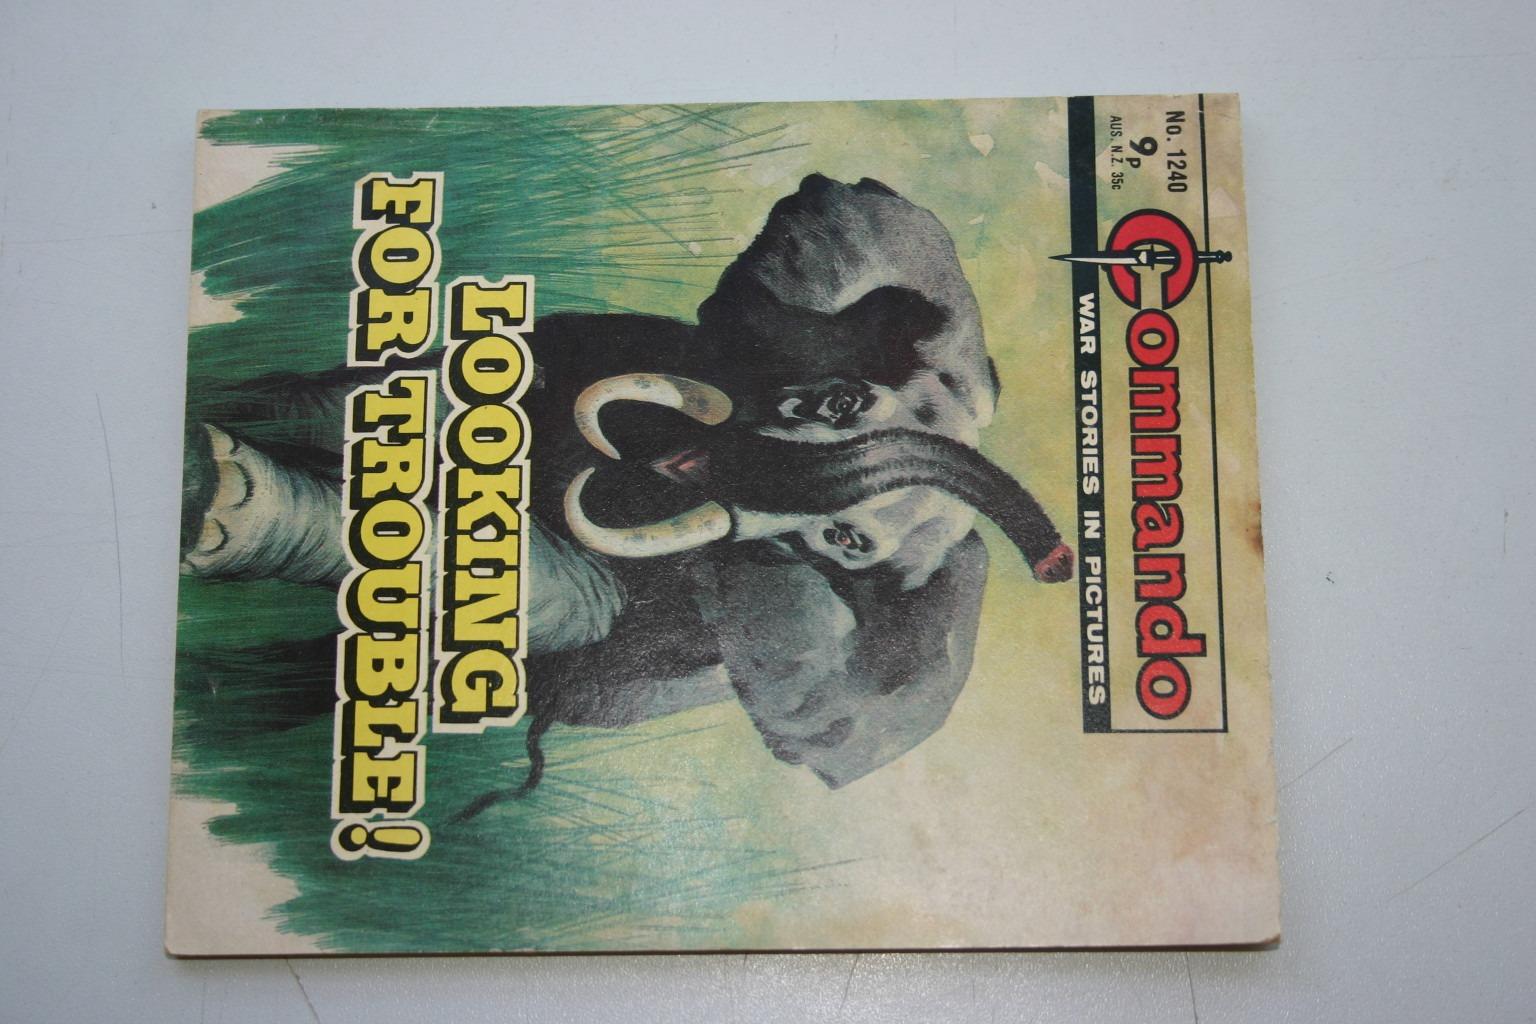 No. 1240
9p
AUS. N.Z. 35c
Commando
WAR STORIES IN PICTURES
LOOKING
FOR TROUBLE!